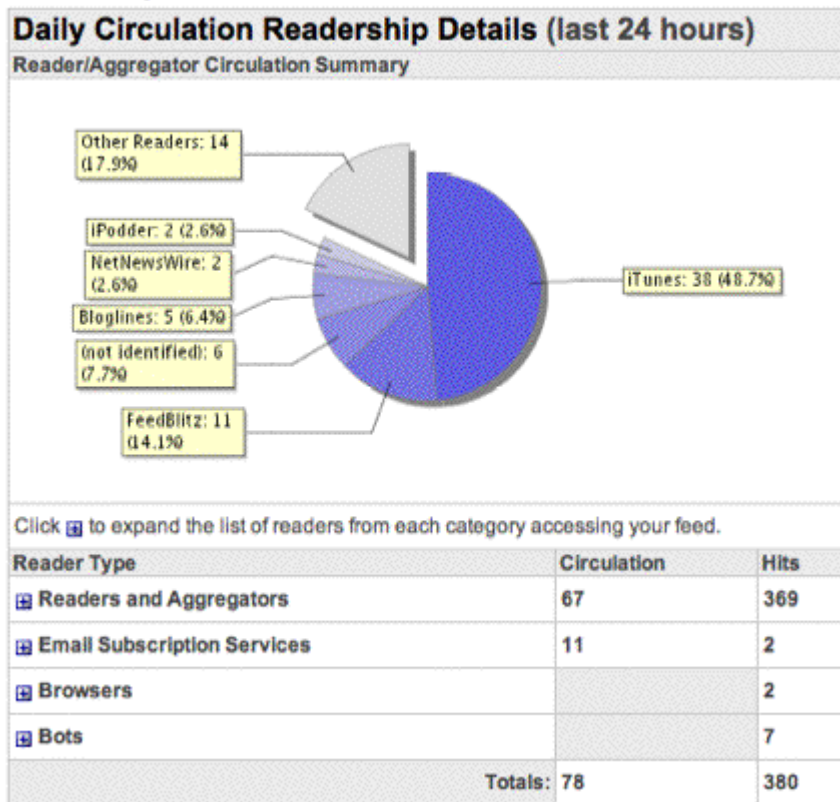 Daily Circulation Readership Details (last 24 hours)
Reader/Aggregator Circulation Summary
Other Readers: 14
(17.9%)
iPodder: 2 (2.6%)
NetNewsWire: 2
(2.6%)
iTunes: 38 (48.7%)
Bloglines: 5 (6.4%)
(not identified): 6
(7.7%)
FeedBlitz: 11
(14.1%)
Click to expand the list of readers from each category accessing your feed.
Reader Type Circulation Hits
Readers and Aggregators 67 369
Email Subscription Services 11 2
Browsers 2
Bots 7
Totals: 78 380